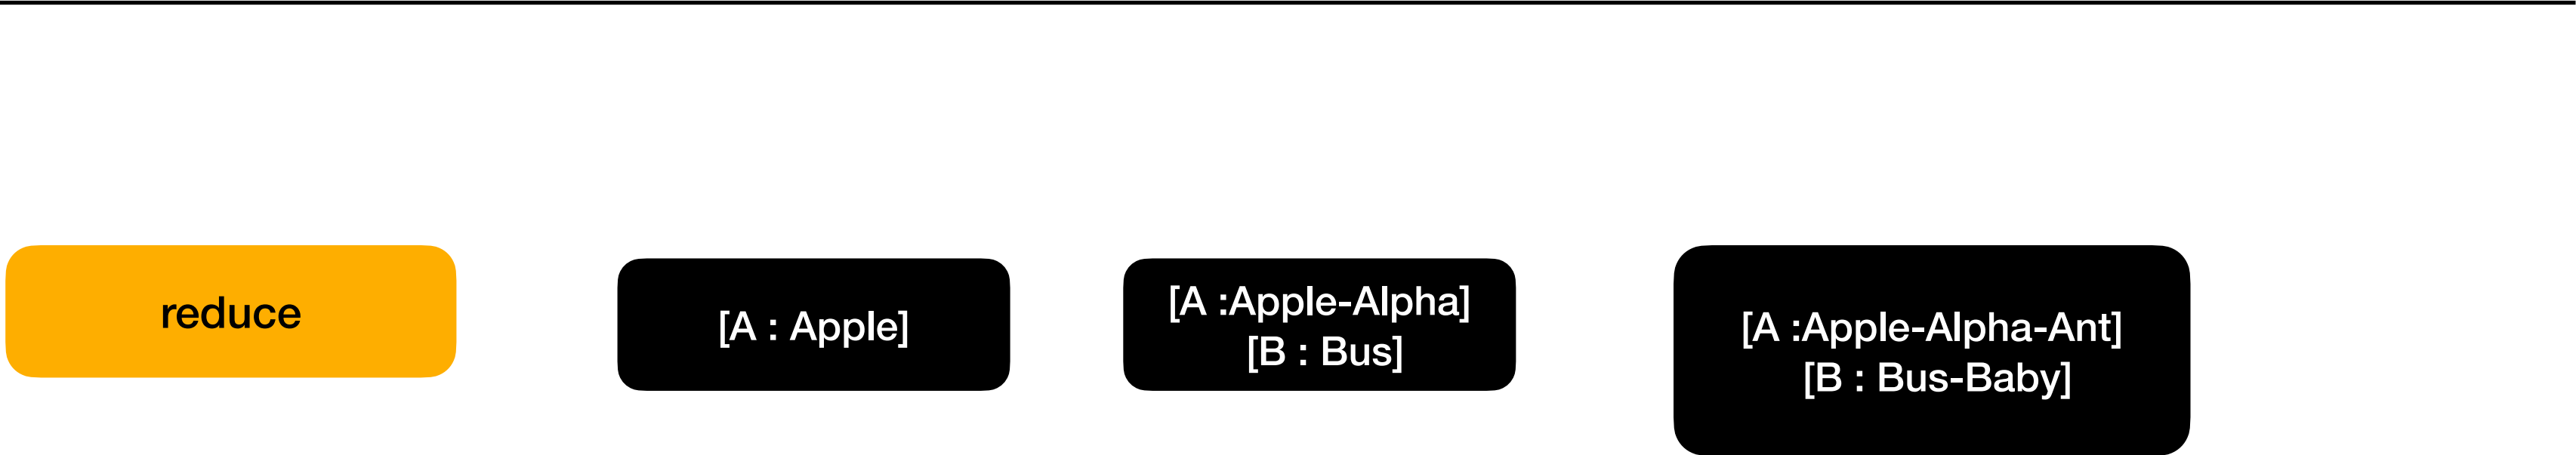 reduce
[A : Apple]
[A :Apple-Alpha]
[B : Bus]
[A :Apple-Alpha-Ant]
[B : Bus-Baby]